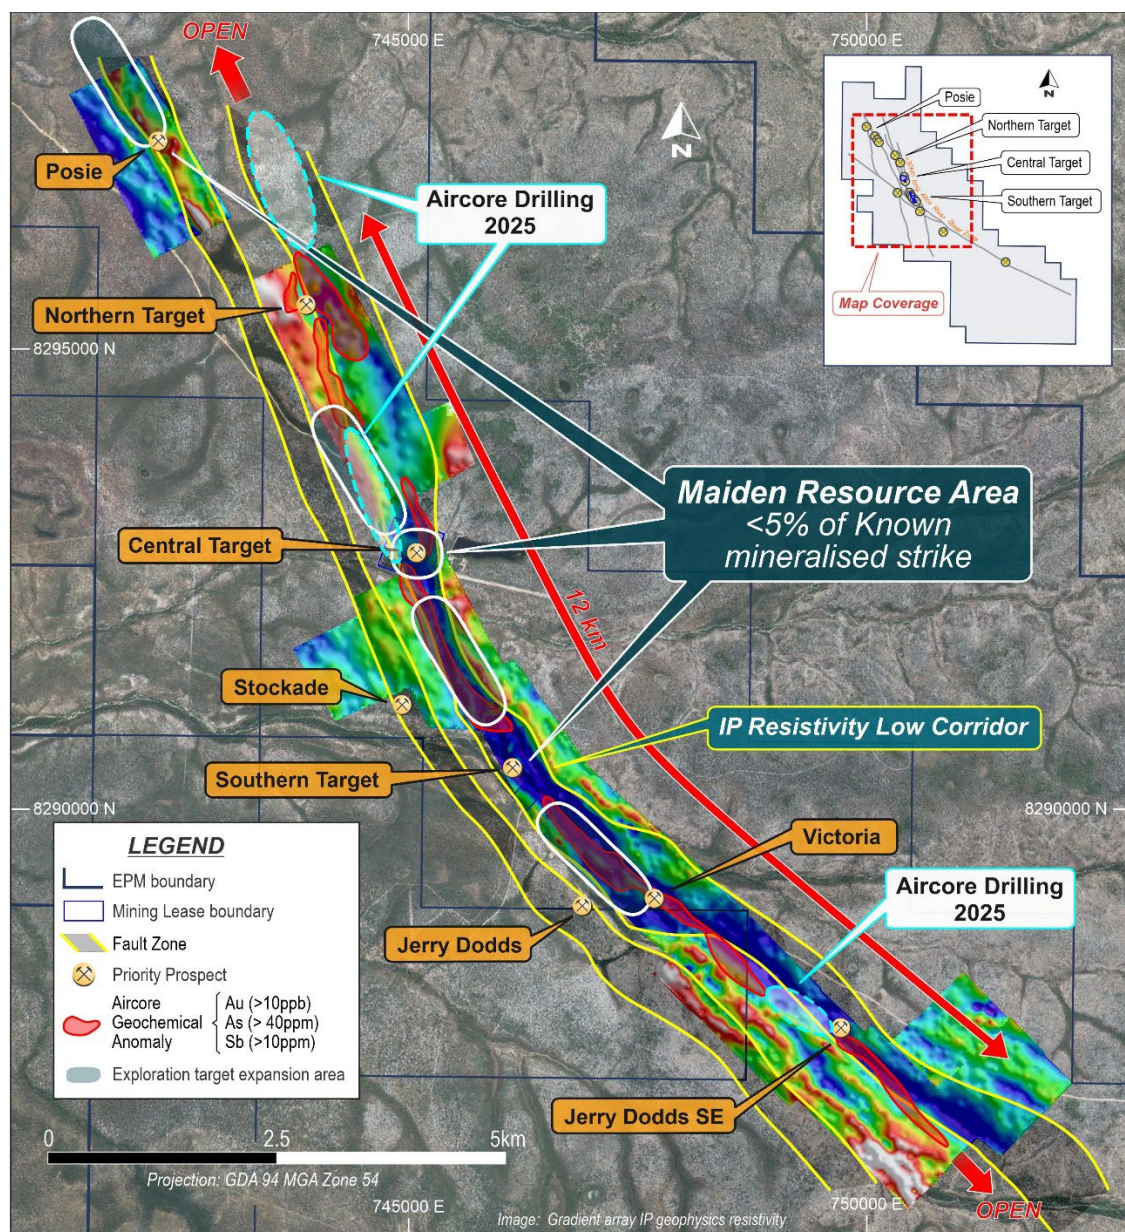 OPEN
745000 E
750000 E
N
Posie
Northern Target
Central Target
Southern Target
Map Coverage
N
Posie
Aircore Drilling
2025
Northern Target
8295000 N
Maiden Resource Area
<5% of Known
mineralised strike
Central Target
12 km
Stockade
IP Resistivity Low Corridor
Southern Target
8290000 N
8290000 N
Victoria
Aircore Drilling
2025
Jerry Dodds
Jerry Dodds SE
LEGEND
EPM boundary
Mining Lease boundary
Fault Zone
Priority Prospect
Aircore
Geochemical
Anomaly
Au (>10ppb)
As (> 40ppm)
Sb (>10ppm)
Exploration target expansion area
0
2.5
5km
Projection: GDA 94 MGA Zone 54
745000 E
750000 E
OPEN
Image: Gradient array IP geophysics resistivity